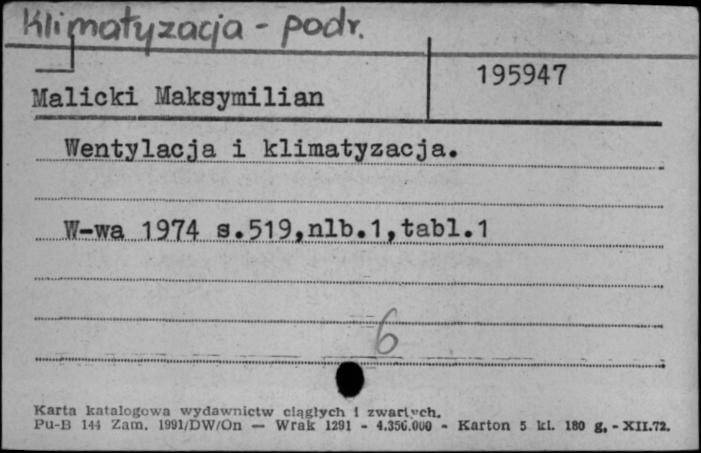 Klimatyzacja - podr.
195947
Malicki Maksymilian
Wentylacja i klimatyzacja.
W-wa 1974 s.519,nlb.1,tabl.1
6
Karta katalogowa wydawnictw ciągłych i zwartych.
Pu-B 144 Zam. 1991/DW/On — Wrak 1291 - 4.350.000 - Karton 5 kl. 180 g. - XII.72.